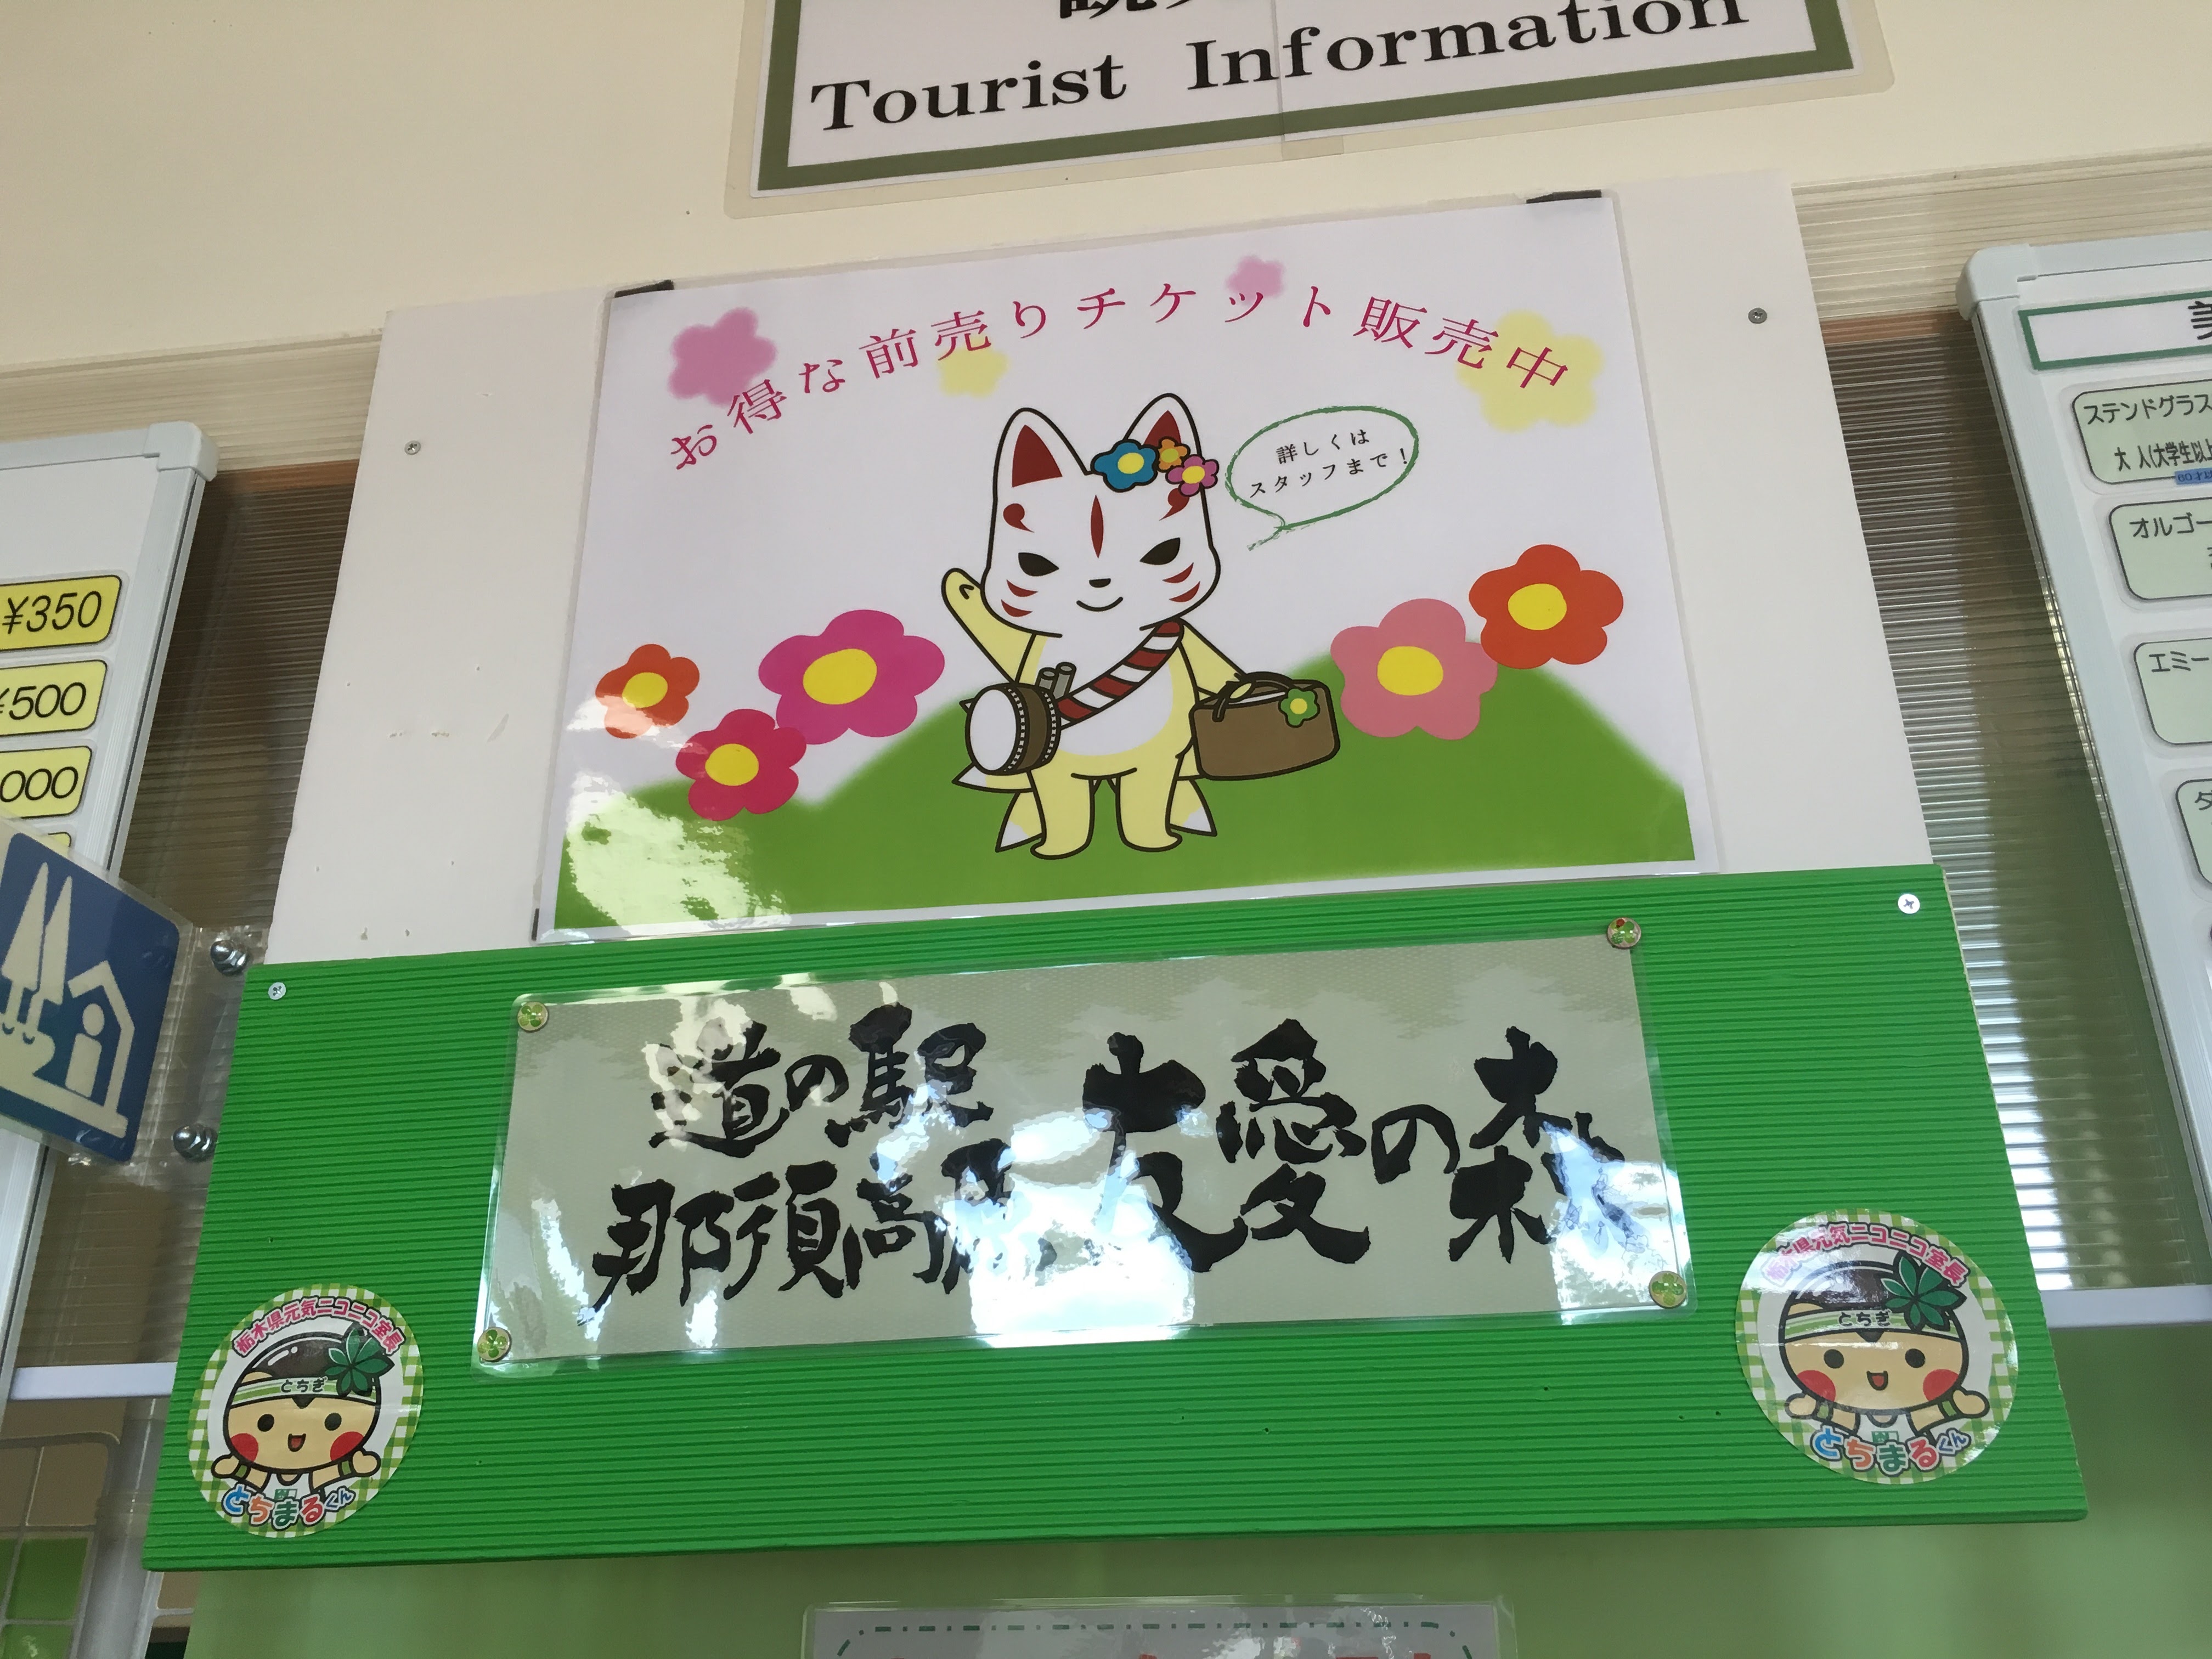 Tourist Information
お得な前売りチケット販売中
詳しくは
スタッフまで!
¥350
¥500
000
ステンドグラス
大 人(大学生以上
オルゴー
エミー
道の駅
那須高原
友愛の森
栃木県元気ニコニコ室長
とちぎ
とちまるくん
栃木県元気ニコニコ室長
とちぎ
とちまるくん